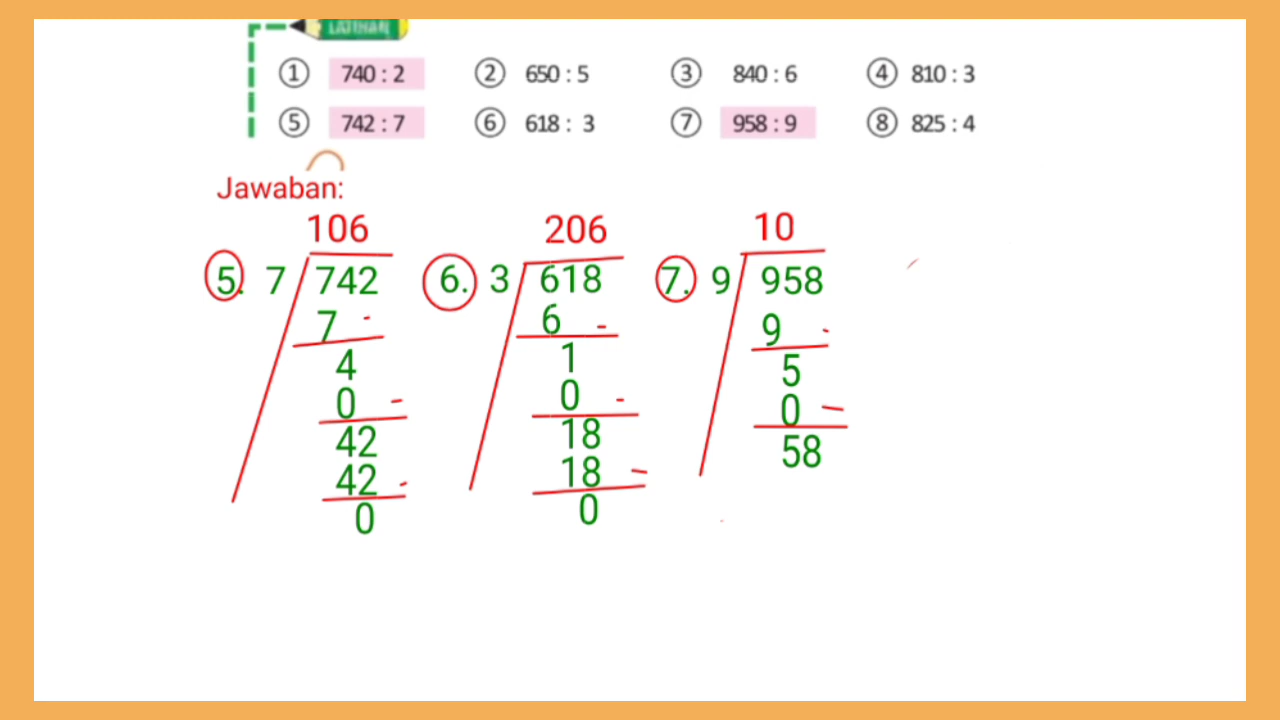 LATIHAN
① 740 : 2 ② 650 : 5 ③ 840 : 6 ④ 810 : 3
⑤ 742 : 7 ⑥ 618 : 3 ⑦ 958 : 9 ⑧ 825 : 4
Jawaban:
106
5. 7 742
7 -
4
0 -
42
42 -
0
206
6. 3 618
6 -
1
0 -
18
18 -
0
10
7. 9 958
9 -
5
0 -
58